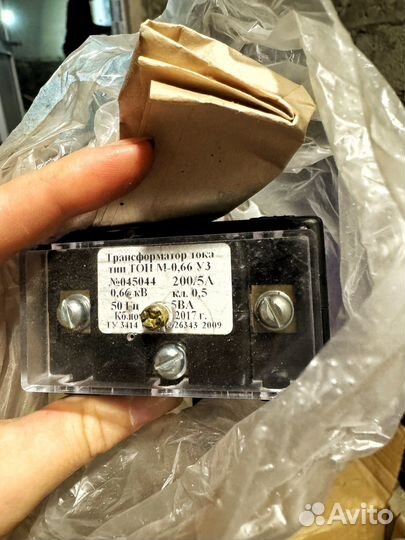 Трансформатор тока
тип ТОП М-0,66 У3
№045044 200/5А
0,66 кВ кл. 0,5
50 Гц 5ВА
2017 г.
ТУ 3414 26343 2009
Avito